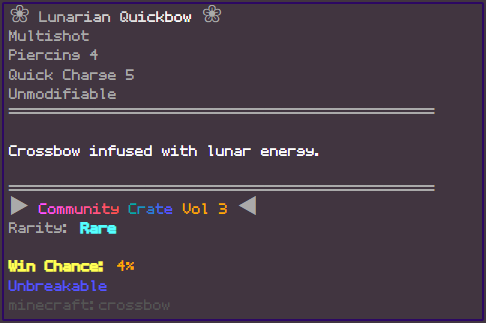 ❀ Lunarian Quickbow ❀
Multishot
Piercing 4
Quick Charge 5
Unmodifiable
Crossbow infused with lunar energy.
▶ Community Crate Vol 3 ◀
Rarity: Rare
Win Chance: 4%
Unbreakable
minecraft:crossbow